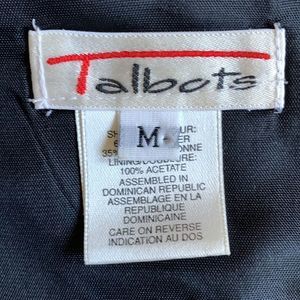 Talbots
M
LINING/DOUBLURE:
100% ACETATE
ASSEMBLED IN
DOMINICAN REPUBLIC
ASSEMBLAGE EN LA
REPUBLIQUE
DOMINICAINE
CARE ON REVERSE
INDICATION AU DOS